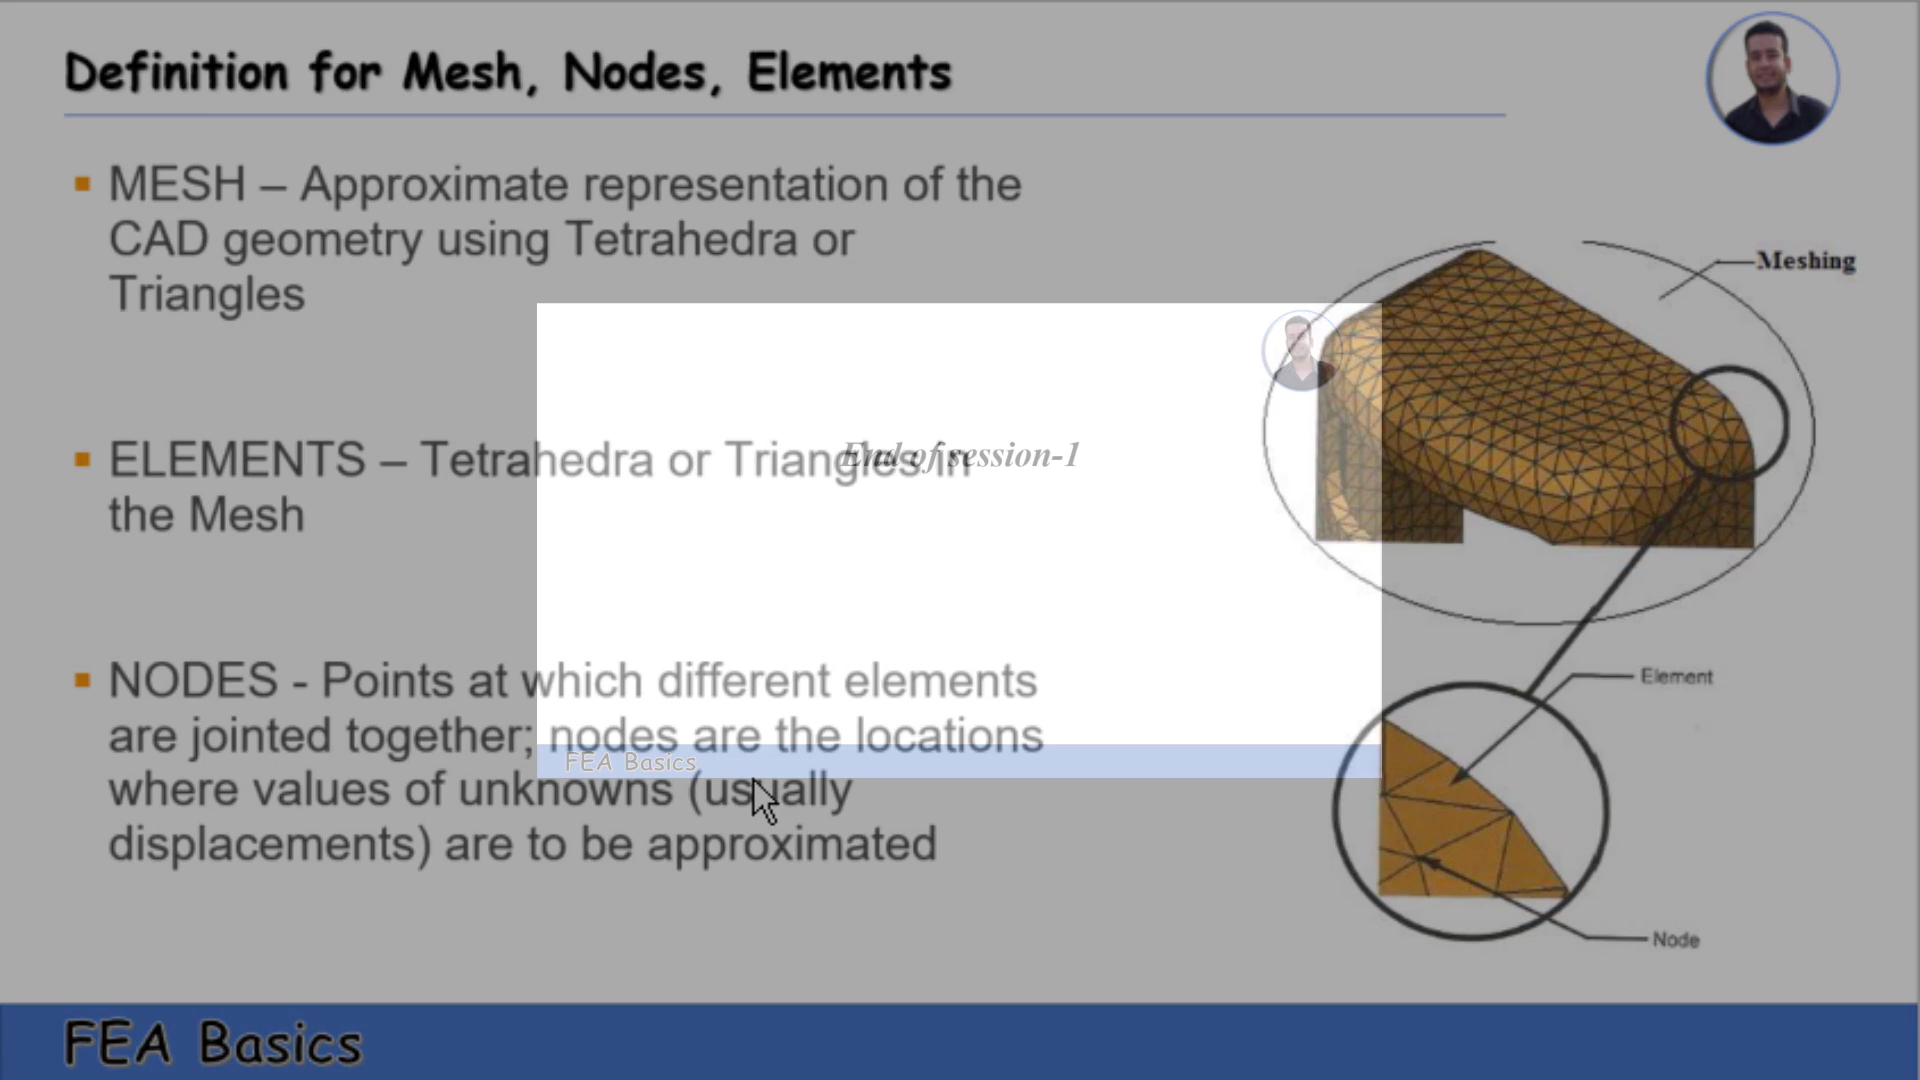 Definition for Mesh, Nodes, Elements
MESH – Approximate representation of the
CAD geometry using Tetrahedra or
Triangles
ELEMENTS – Tetrahedra or Triangles in
the Mesh
NODES - Points at which different elements
are jointed together; nodes are the locations
where values of unknowns (usually
displacements) are to be approximated
Meshing
Element
Node
End of session-1
FEA Basics
FEA Basics